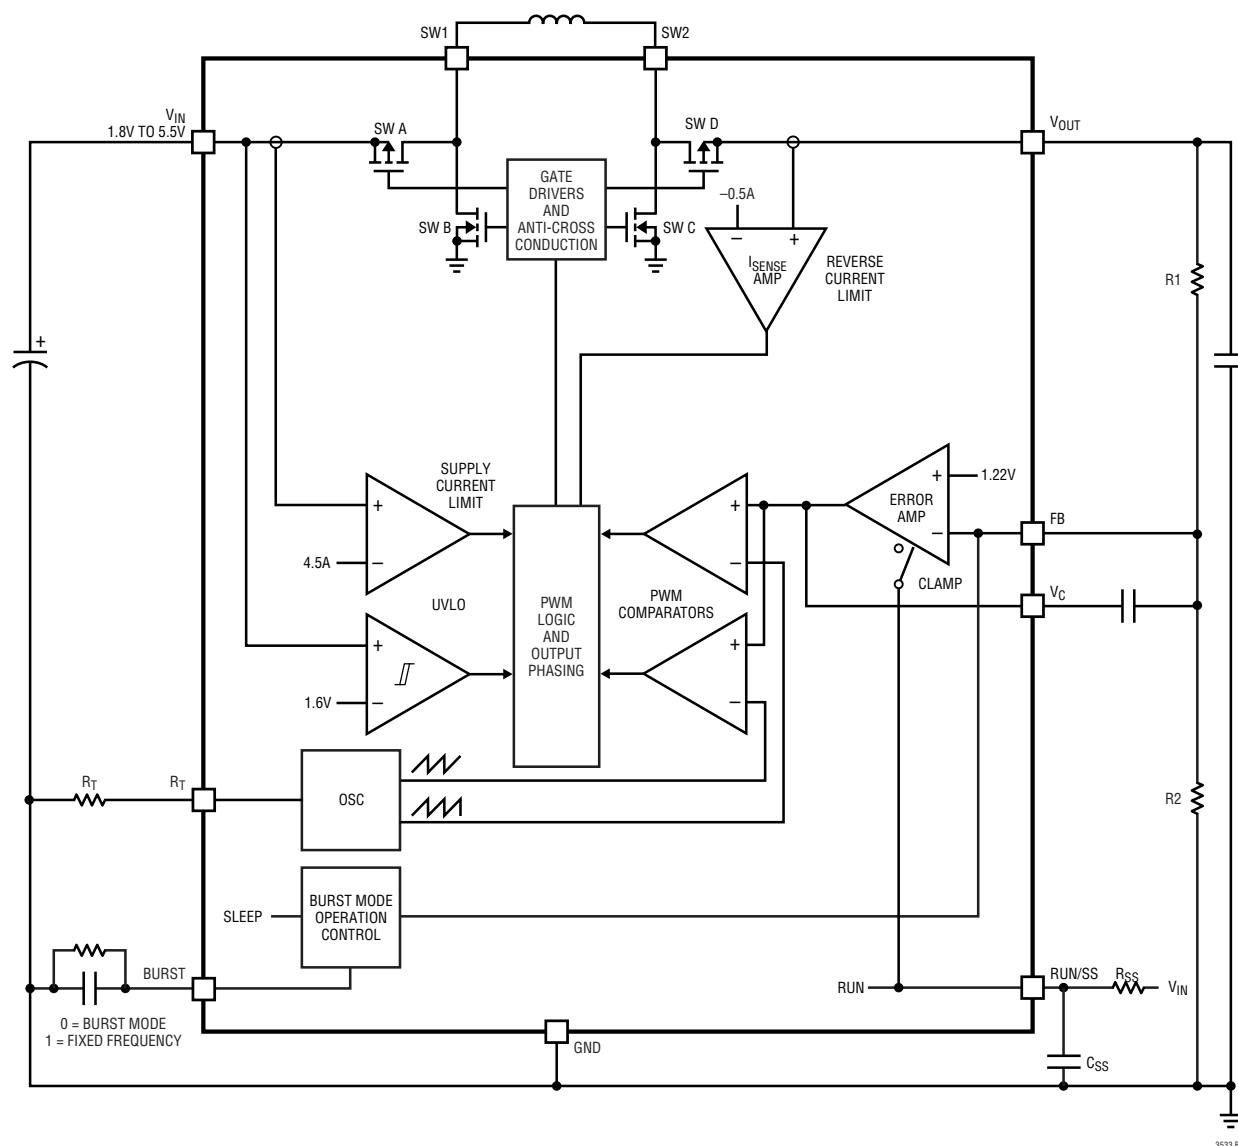 SW1
SW2
VIN
1.8V TO 5.5V
SW A
SW D
VOUT
GATE
DRIVERS
AND
ANTI-CROSS
CONDUCTION
SW B
SW C
–0.5A
–
+
ISENSE
AMP
REVERSE
CURRENT
LIMIT
R1
+
SUPPLY
CURRENT
LIMIT
+
–
4.5A
+
–
+
–
ERROR
AMP
1.22V
FB
CLAMP
VC
UVLO
PWM
COMPARATORS
PWM
LOGIC
AND
OUTPUT
PHASING
+
–
1.6V
+
–
RT
RT
OSC
R2
SLEEP
BURST MODE
OPERATION
CONTROL
BURST
0 = BURST MODE
1 = FIXED FREQUENCY
RUN
RUN/SS
RSS
VIN
GND
CSS